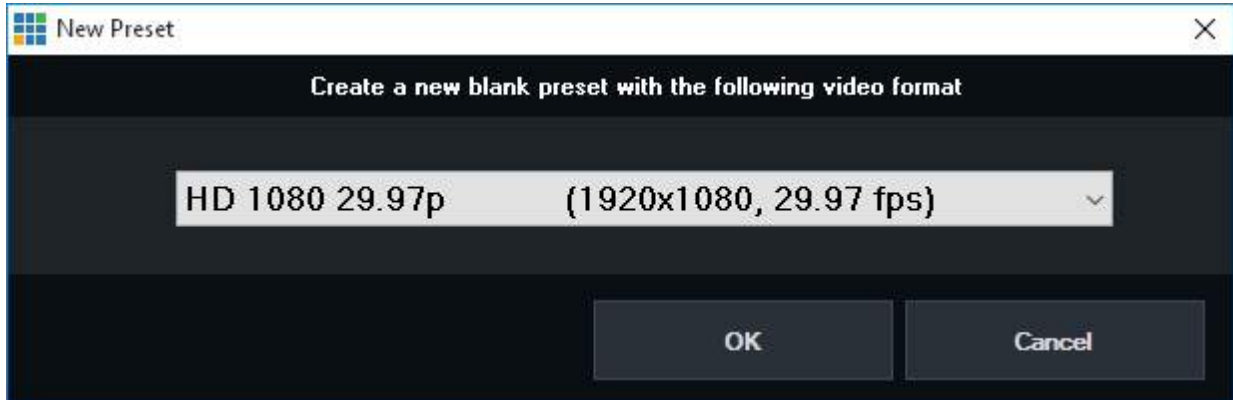 New Preset
Create a new blank preset with the following video format
HD 1080 29.97p (1920x1080, 29.97 fps)
OK Cancel